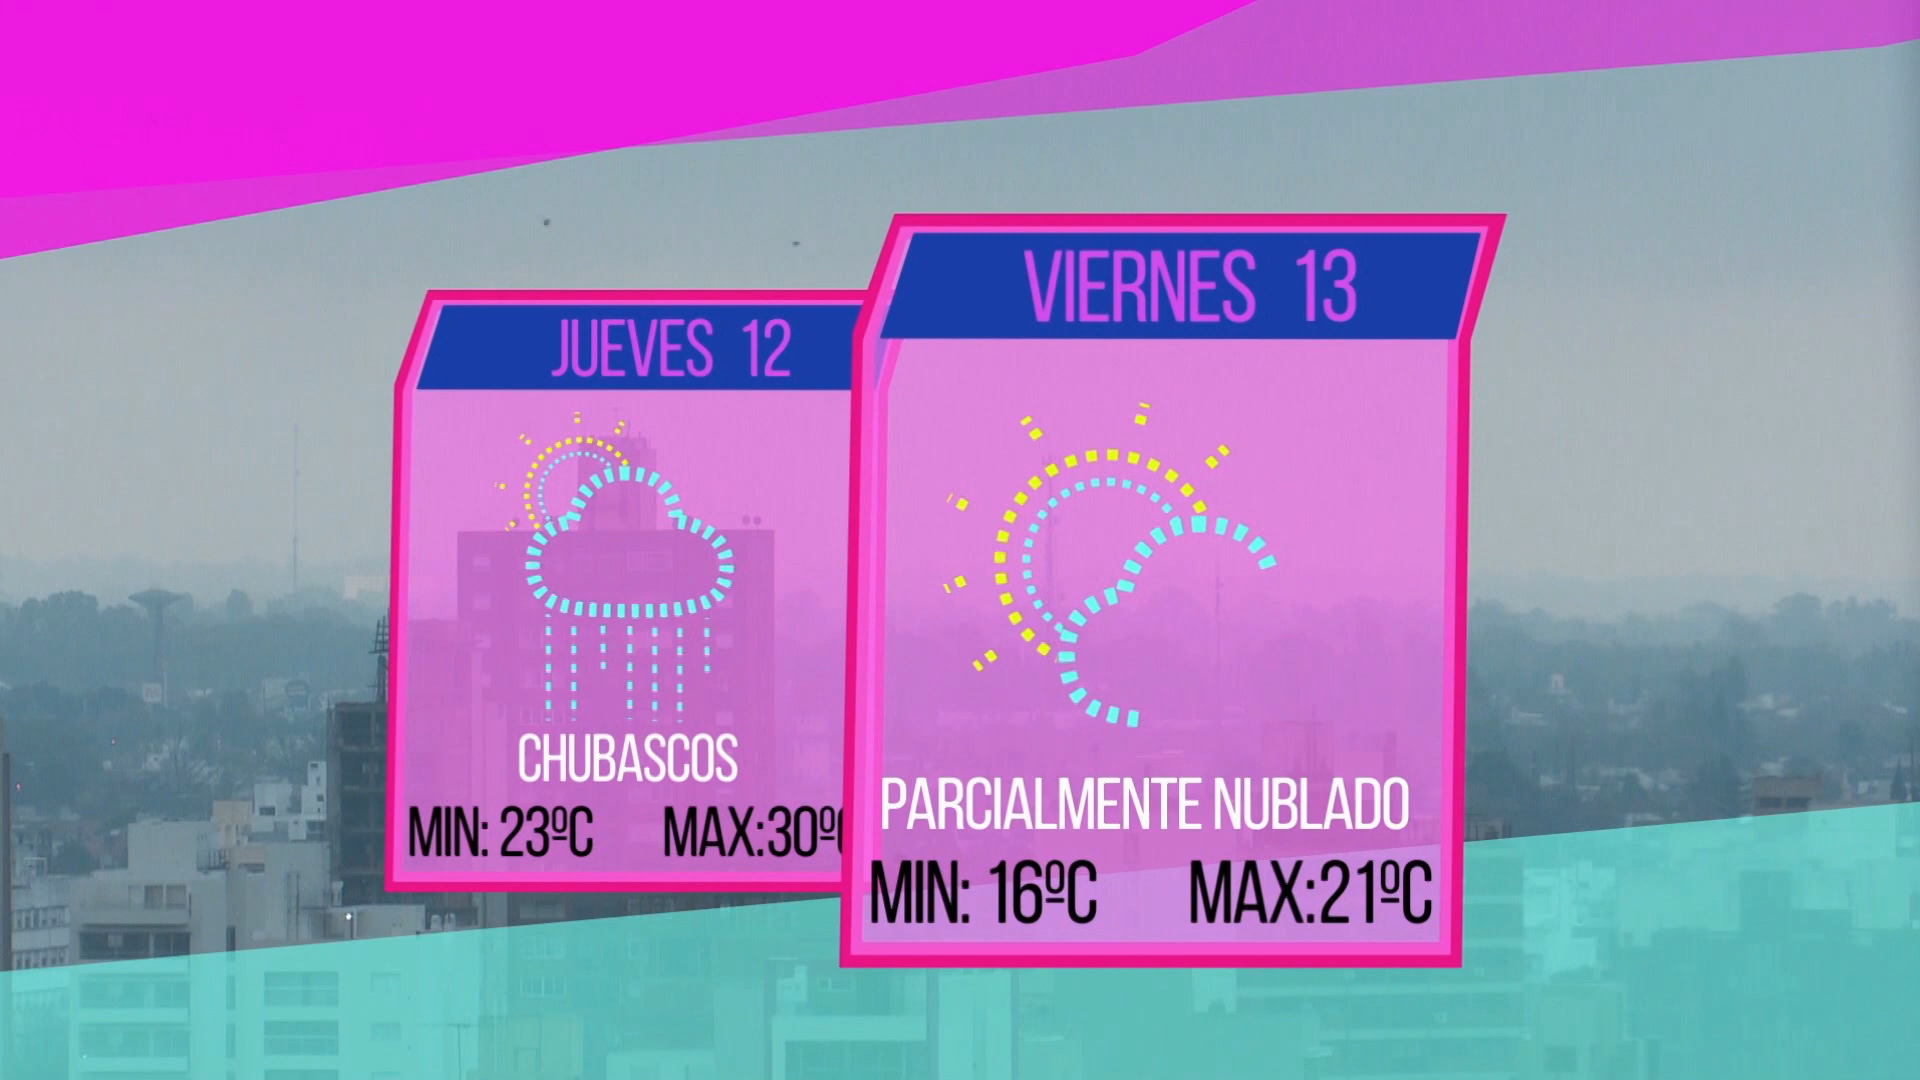 JUEVES 12
CHUBASCOS
MIN: 23ºC MAX:30º
VIERNES 13
PARCIALMENTE NUBLADO
MIN: 16ºC MAX:21ºC